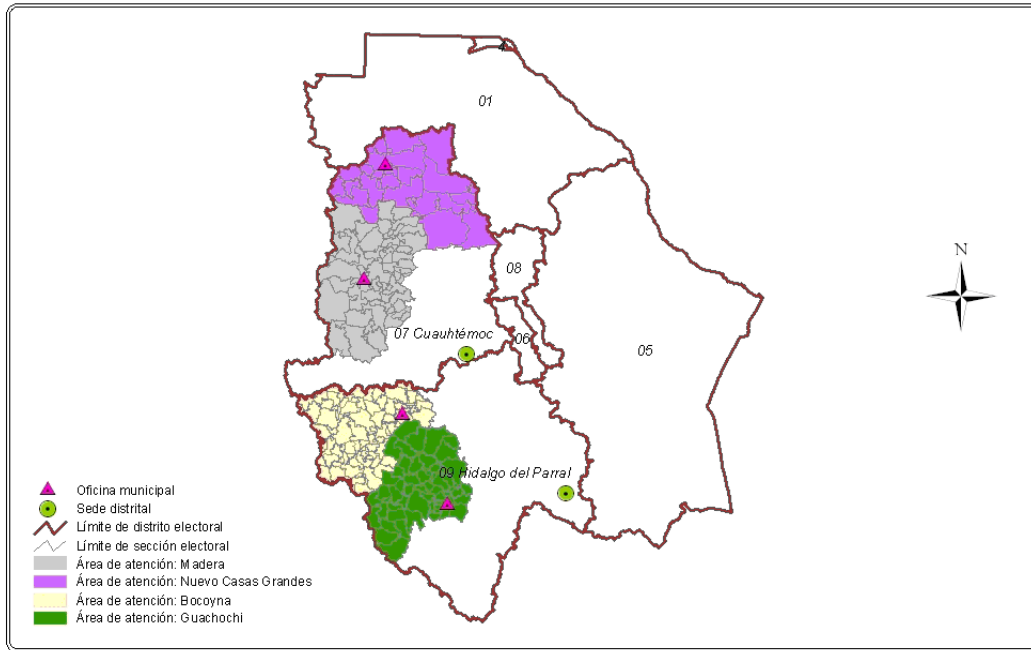 4
01
N
08
07 Cuauhtémoc
06
05
09 Hidalgo del Parral
Oficina municipal
Sede distrital
Límite de distrito electoral
Límite de sección electoral
Área de atención: Madera
Área de atención: Nuevo Casas Grandes
Área de atención: Bocoyna
Área de atención: Guachochi